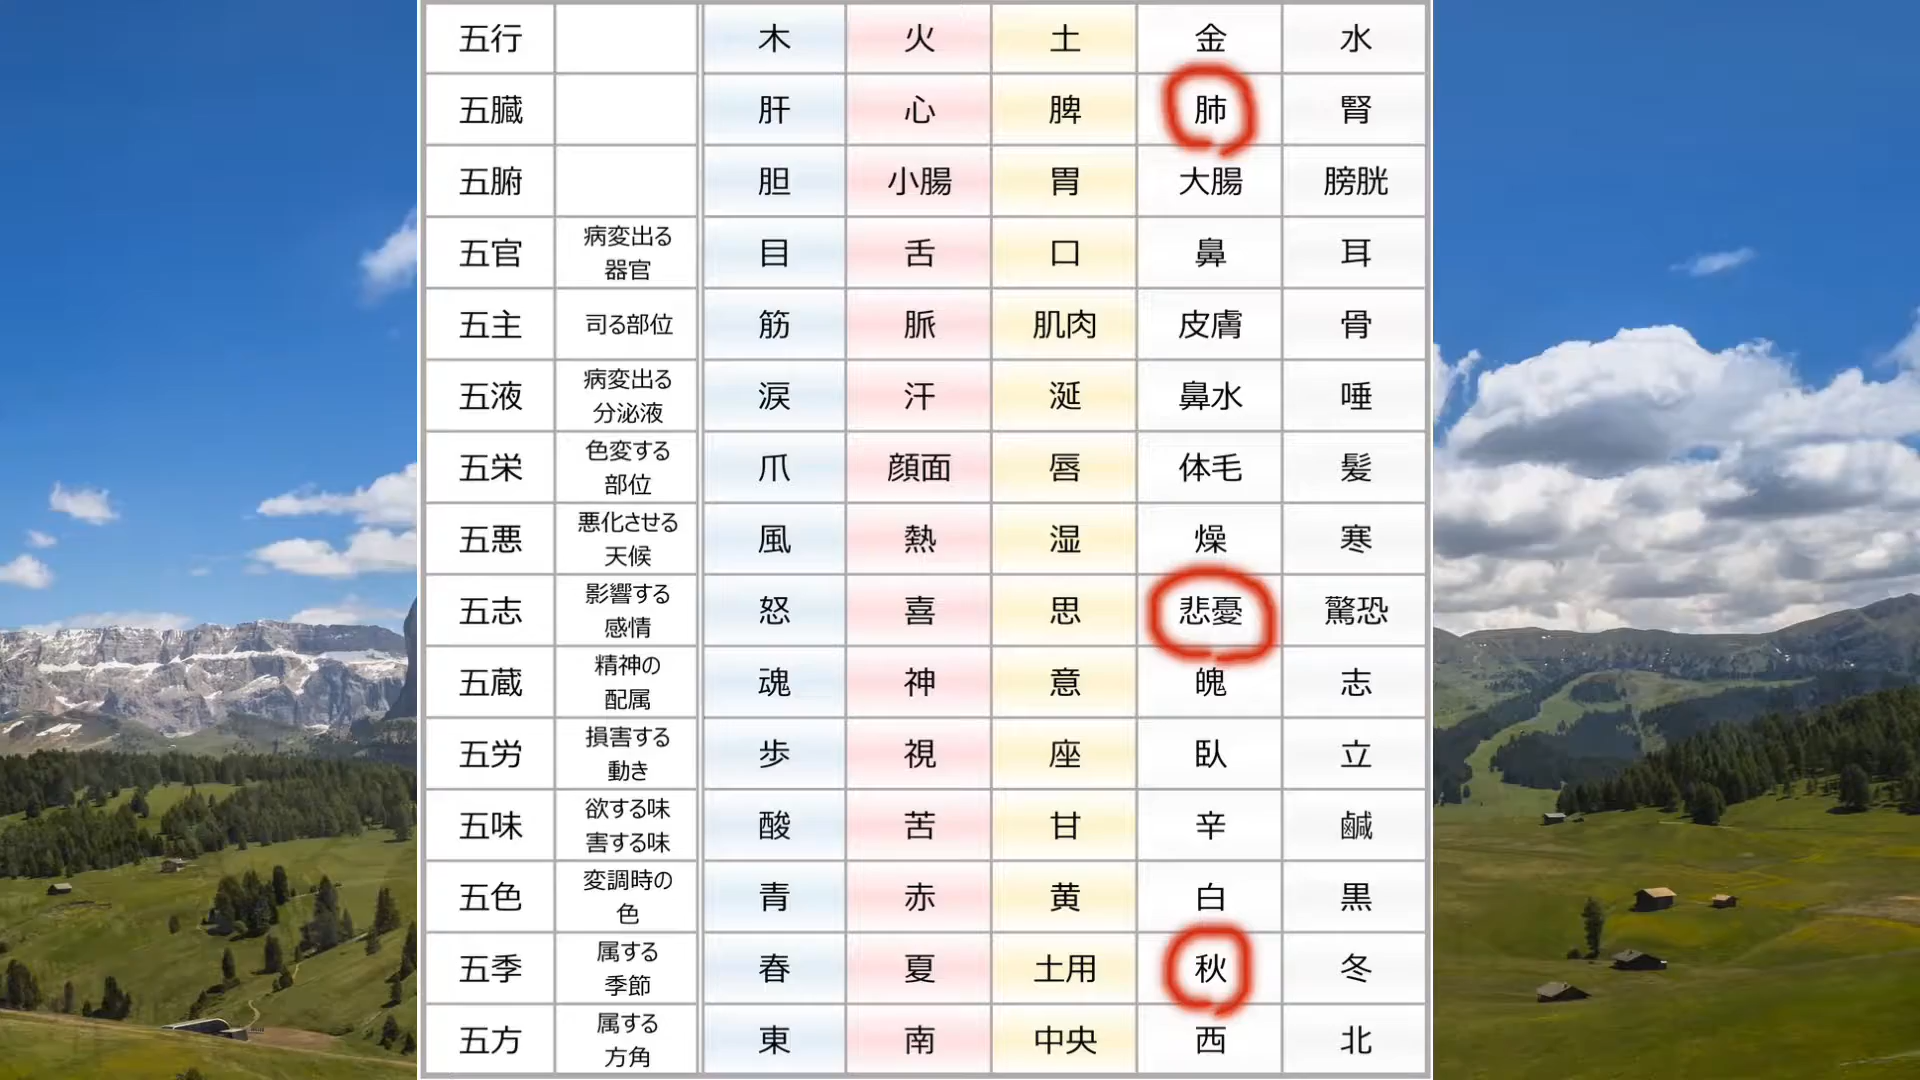 五行 木 火 土 金 水
五臓 肝 心 脾 肺 腎
五腑 胆 小腸 胃 大腸 膀胱
五官 病変出る
器官 目 舌 口 鼻 耳
五主 司る部位 筋 脈 肌肉 皮膚 骨
五液 病変出る
分泌液 涙 汗 涎 鼻水 唾
五栄 色変する
部位 爪 顔面 唇 体毛 髪
五悪 悪化させる
天候 風 熱 湿 燥 寒
五志 影響する
感情 怒 喜 思 悲憂 驚恐
五蔵 精神の
配属 魂 神 意 魄 志
五労 損害する
動き 歩 視 座 臥 立
五味 欲する味
害する味 酸 苦 甘 辛 鹹
五色 変調時の
色 青 赤 黄 白 黒
五季 属する
季節 春 夏 土用 秋 冬
五方 属する
方角 東 南 中央 西 北